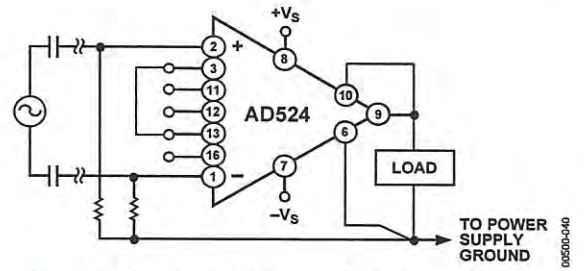 +VS
2 +
8
3
11
10
12
AD524
9
13
6
16
7
LOAD
1 −
−VS
TO POWER
SUPPLY
GROUND
00500-040